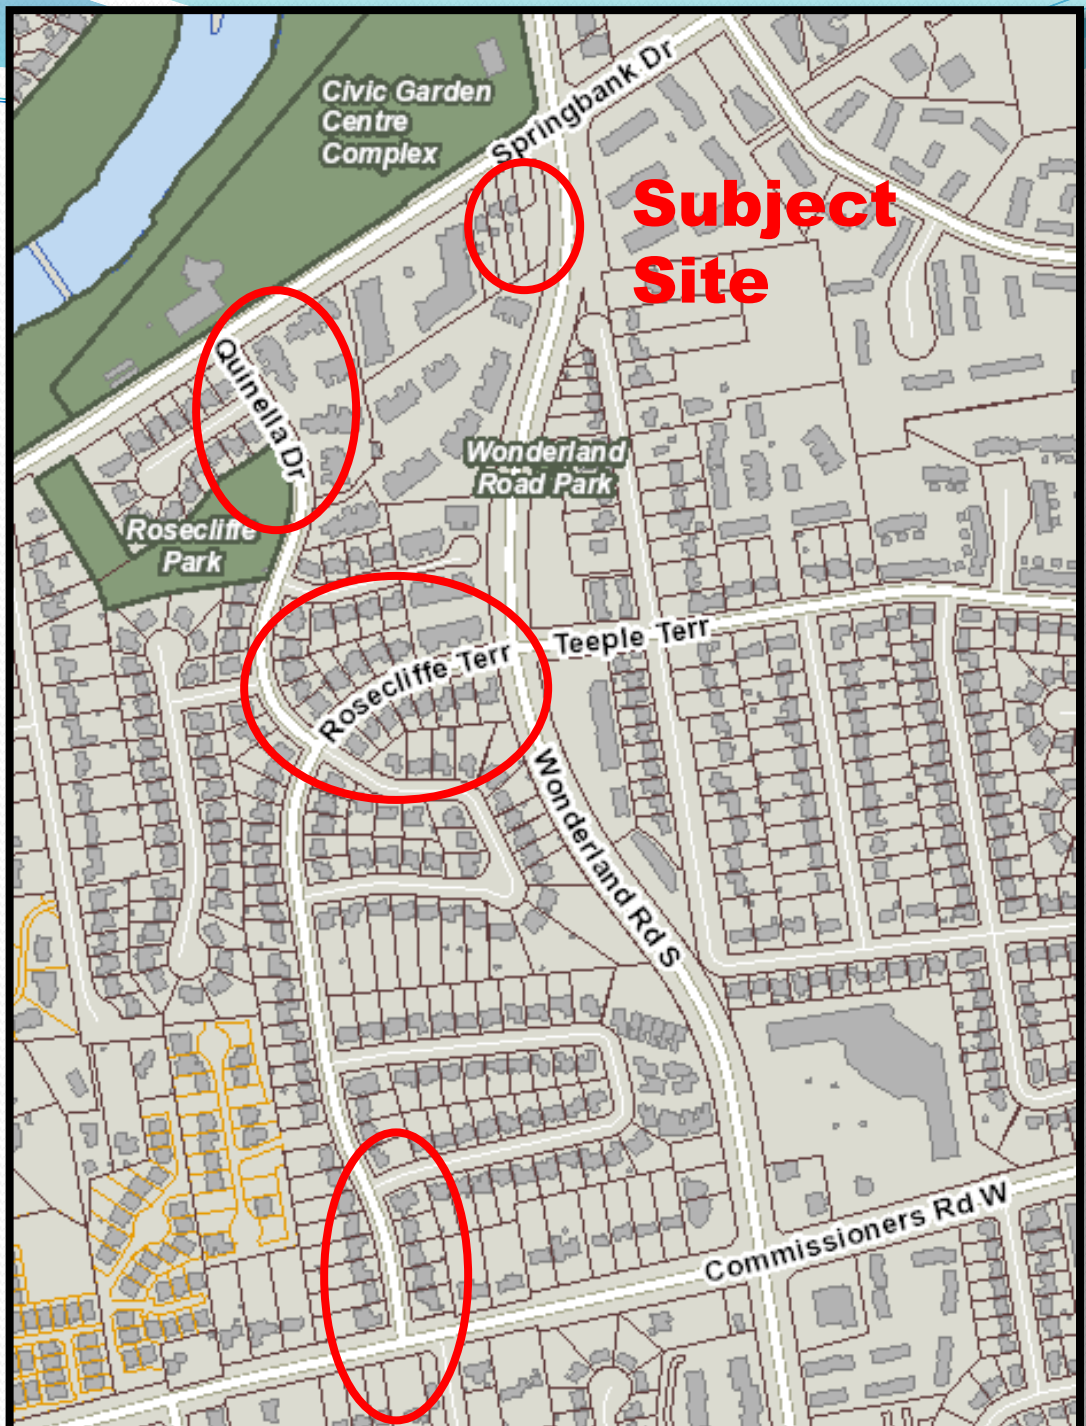 Civic Garden
Centre
Complex
Springbank Dr
Subject
Site
Quinella Dr
Wonderland
Road Park
Rosecliffe
Park
Teeple Terr
Rosecliffe Terr
Wonderland Rd S
Commissioners Rd W